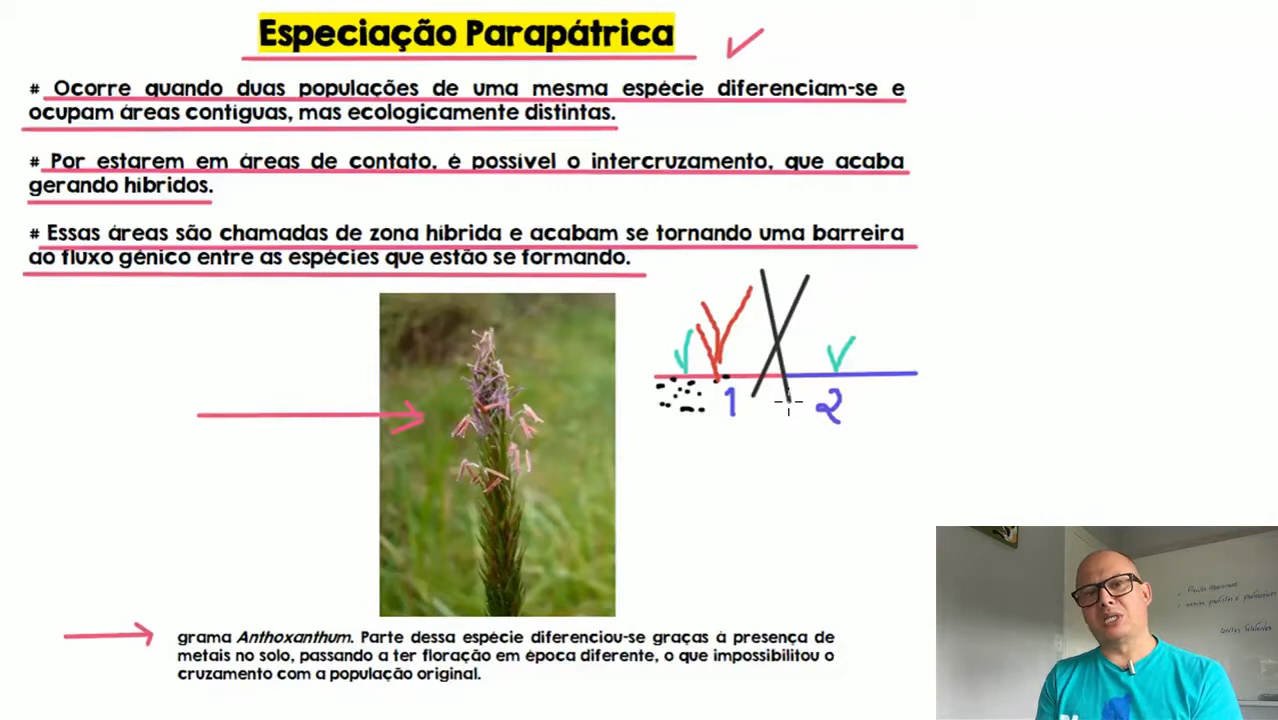 Especiação Parapátrica
# Ocorre quando duas populações de uma mesma espécie diferenciam-se e
ocupam áreas contíguas, mas ecologicamente distintas.
# Por estarem em áreas de contato, é possível o intercruzamento, que acaba
gerando híbridos.
# Essas áreas são chamadas de zona híbrida e acabam se tornando uma barreira
ao fluxo gênico entre as espécies que estão se formando.
1 2
grama Anthoxanthum. Parte dessa espécie diferenciou-se graças à presença de
metais no solo, passando a ter floração em época diferente, o que impossibilitou o
cruzamento com a população original.